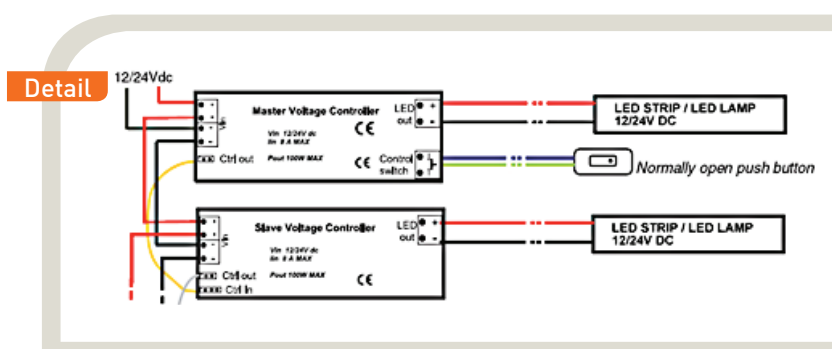 Detail
12/24Vdc
Master Voltage Controller
Vin 12/24V dc
Iin 8 A MAX
Pout 100W MAX
CE
CE
LED + out -
Control switch
Ctrl out
LED STRIP / LED LAMP
12/24V DC
Normally open push button
Slave Voltage Controller
Vin 12/24V dc
Iin 8 A MAX
Pout 100W MAX
CE
LED + out -
Ctrl out
Ctrl In
LED STRIP / LED LAMP
12/24V DC